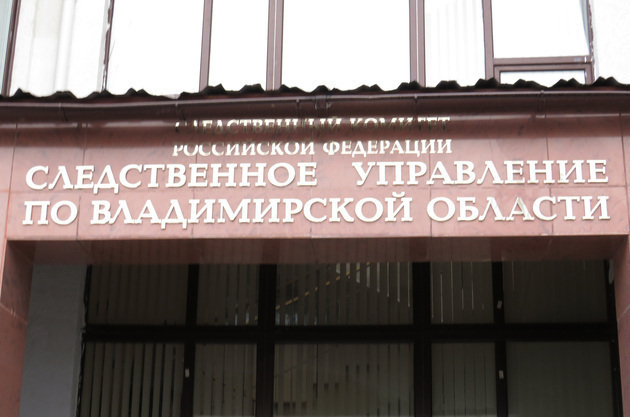 СЛЕДСТВЕННЫЙ КОМИТЕТ
РОССИЙСКОЙ ФЕДЕРАЦИИ
СЛЕДСТВЕННОЕ УПРАВЛЕНИЕ
ПО ВЛАДИМИРСКОЙ ОБЛАСТИ